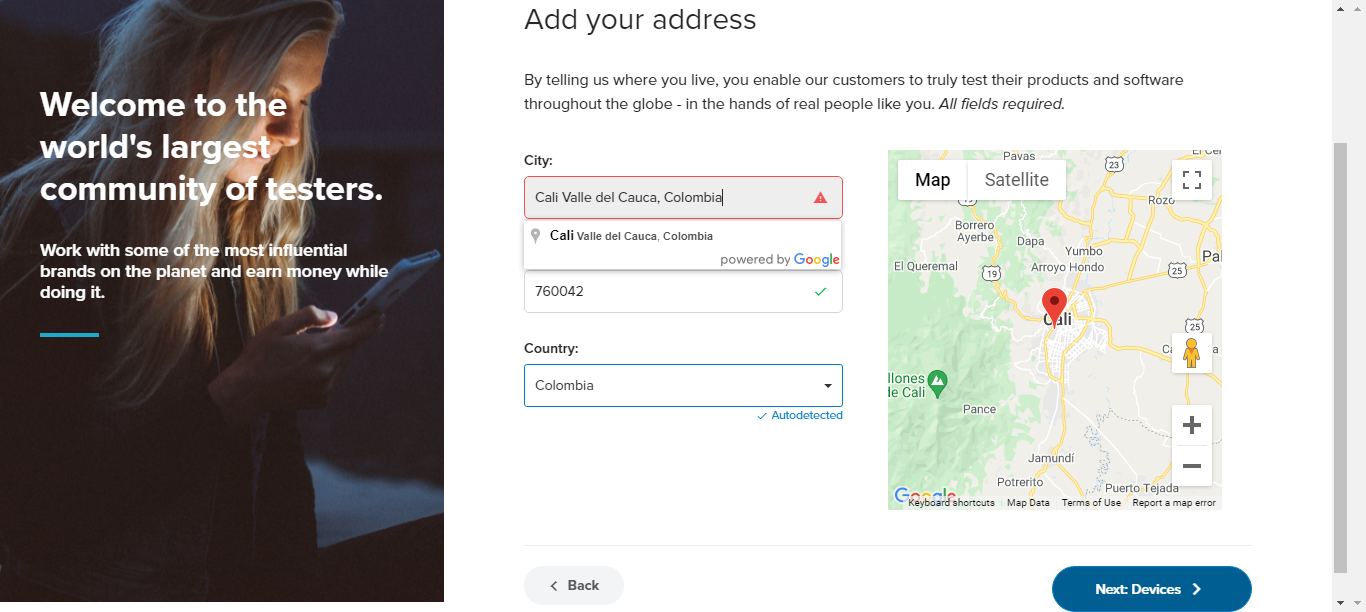 Welcome to the
world's largest
community of testers.
Work with some of the most influential
brands on the planet and earn money while
doing it.
Add your address
By telling us where you live, you enable our customers to truly test their products and software
throughout the globe - in the hands of real people like you. All fields required.
City:
Cali Valle del Cauca, Colombia
Cali Valle del Cauca, Colombia
powered by Google
760042
Country:
Colombia
Autodetected
Map
Satellite
Pavas
23
El Cer
Rozo
19
Borrero
Ayerbe
Dapa
Yumbo
Pal
El Queremal
Arroyo Hondo
19
25
Cali
25
Ca
a
llones
de Cali
Pance
Jamundí
Potrerito
Puerto Tejada
Google
Keyboard shortcuts
Map Data
Terms of Use
Report a map error
Back
Next: Devices